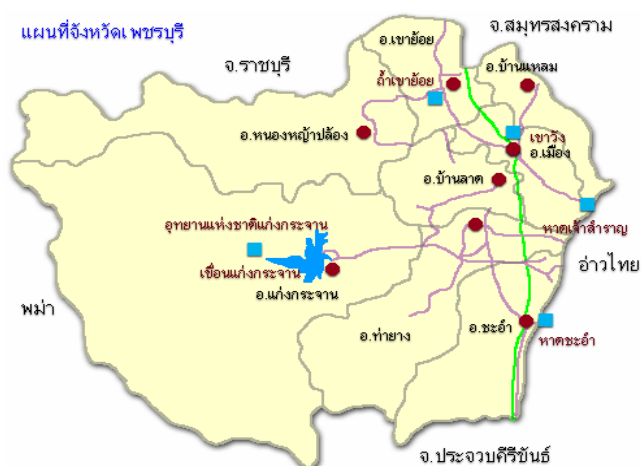 แผนที่จังหวัดเพชรบุรี
จ.สมุทรสงคราม
อ.เขาย้อย
จ.ราชบุรี
อ.บ้านแหลม
ถ้ำเขาย้อย
อ.หนองหญ้าปล้อง
เขาวัง
อ.เมือง
อ.บ้านลาด
อุทยานแห่งชาติแก่งกระจาน
หาดเจ้าสำราญ
อ่าวไทย
เขื่อนแก่งกระจาน
อ.แก่งกระจาน
พม่า
อ.ท่ายาง
อ.ชะอำ
หาดชะอำ
จ.ประจวบคีรีขันธ์